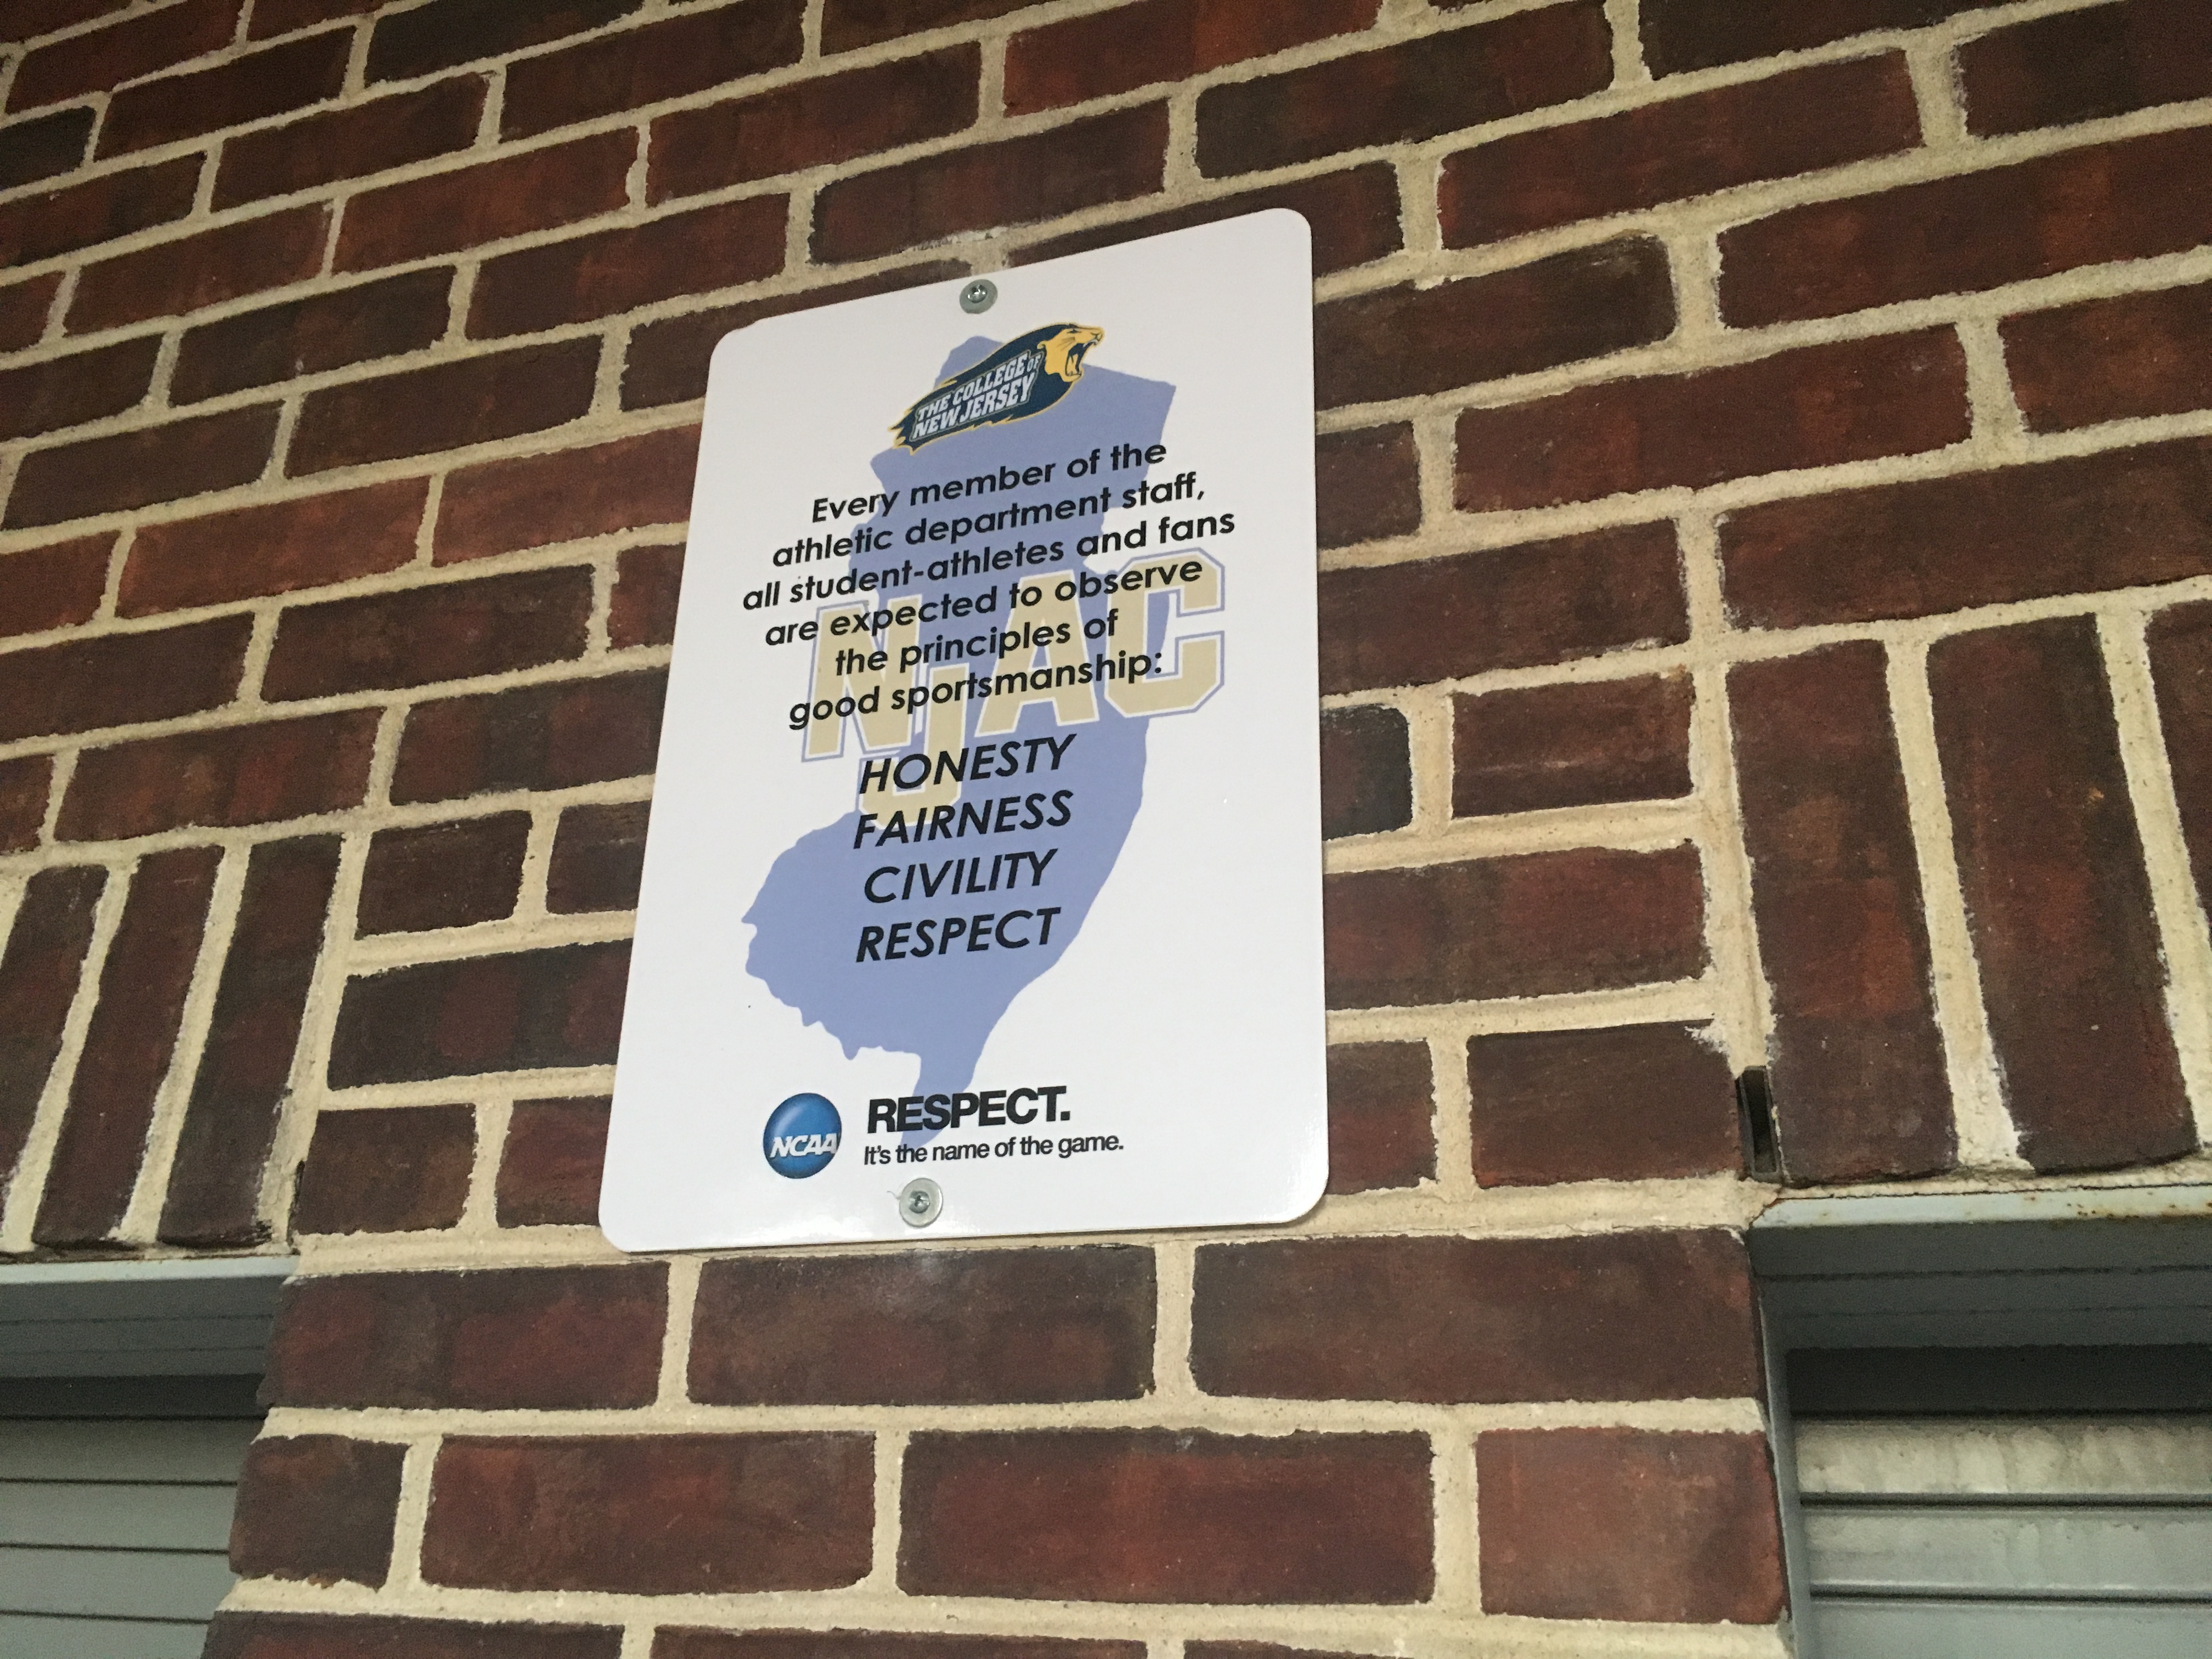 THE COLLEGE OF
NEW JERSEY
Every member of the
athletic department staff,
all student-athletes and fans
are expected to observe
the principles of
good sportsmanship:
NJAC
HONESTY
FAIRNESS
CIVILITY
RESPECT
NCAA
RESPECT.
It's the name of the game.